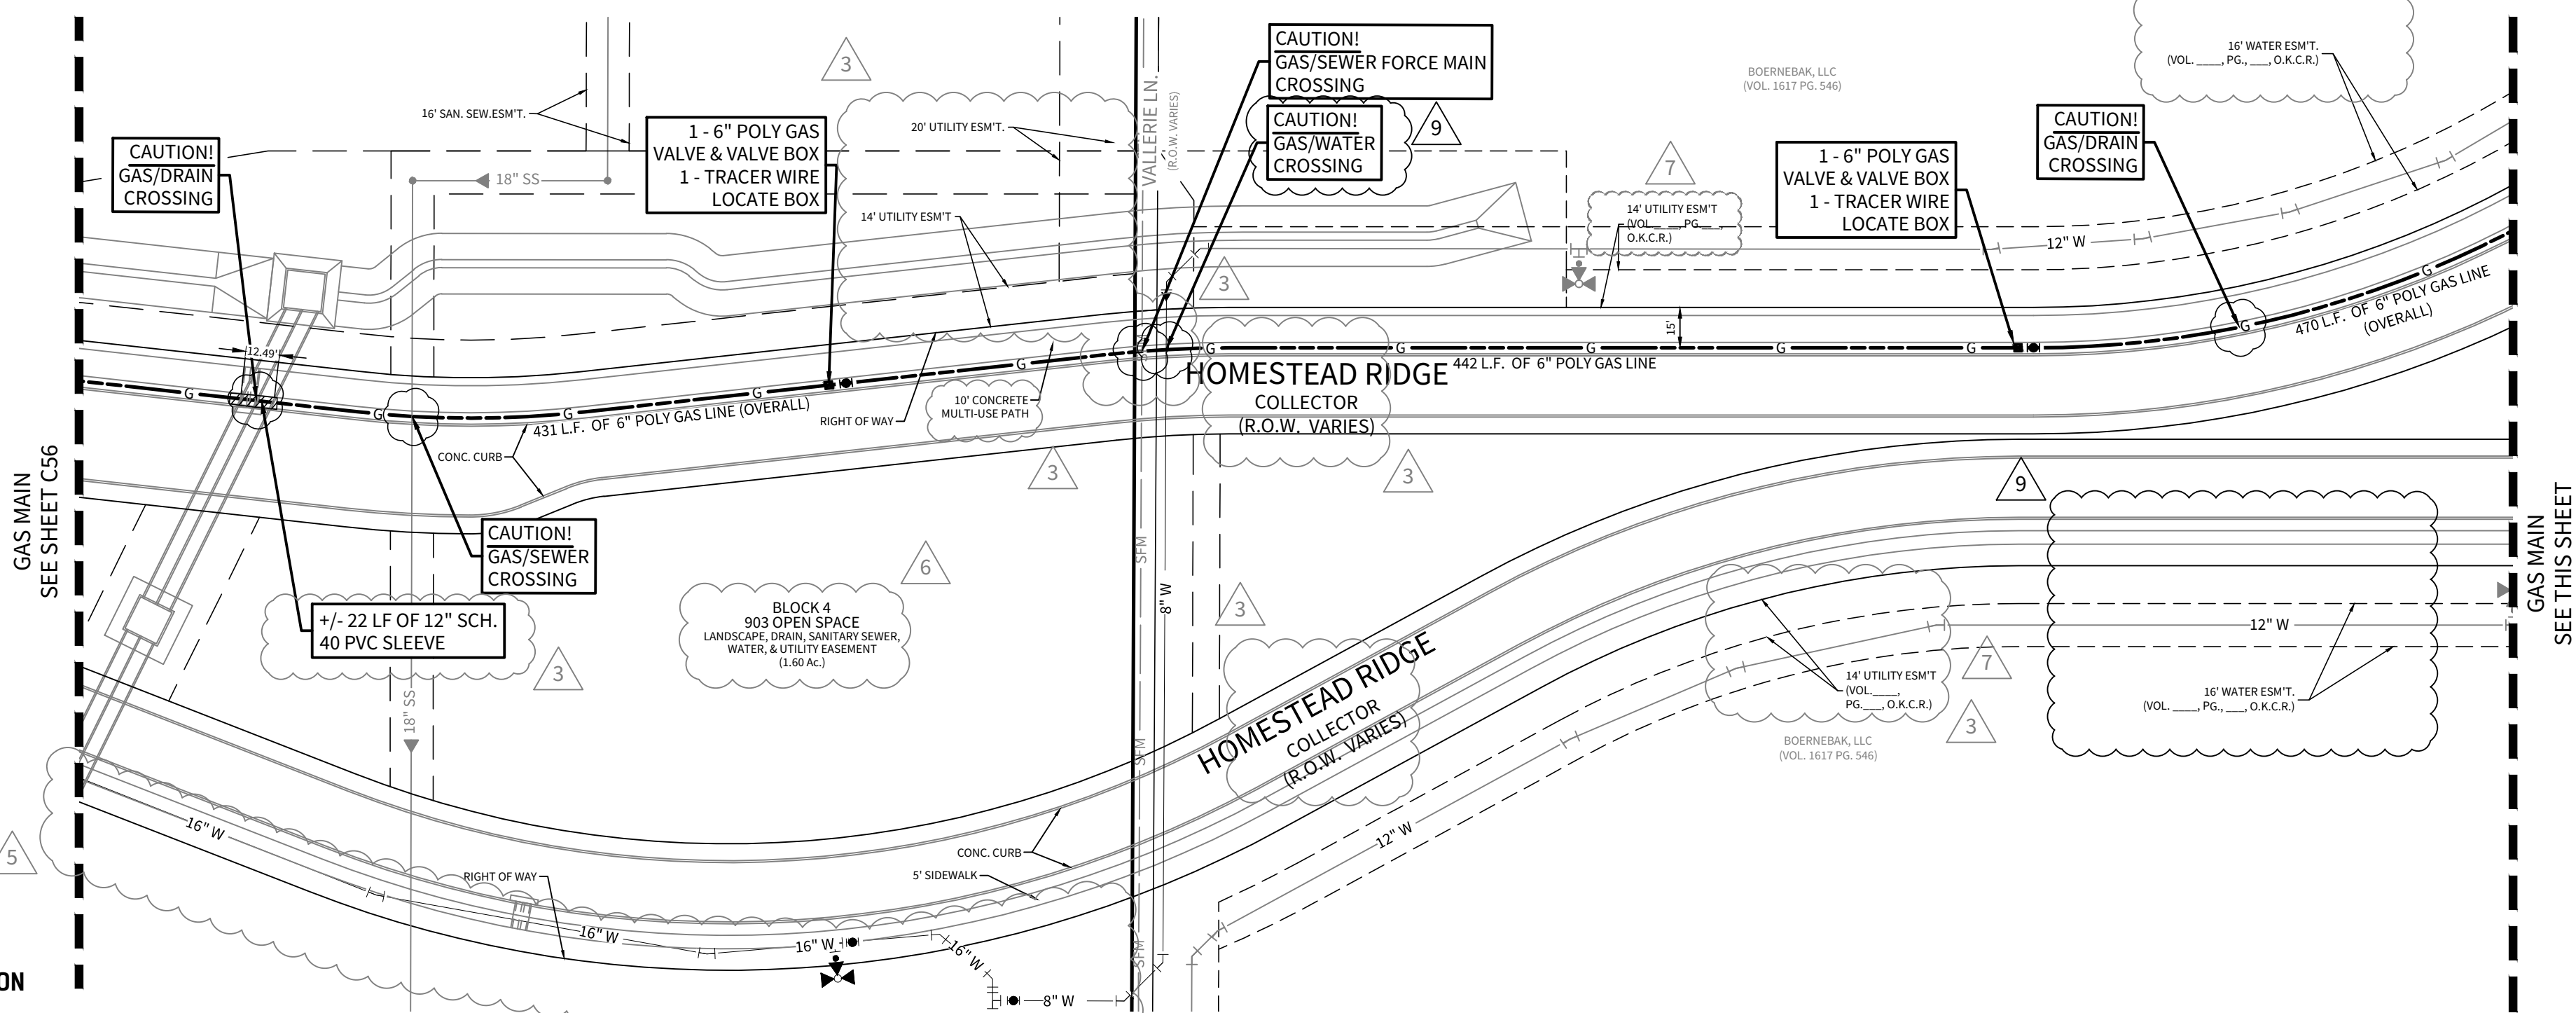 GAS MAIN
SEE SHEET C56
CAUTION!
GAS/DRAIN
CROSSING
16' SAN. SEW.ESM'T.
18" SS
3
1 - 6" POLY GAS
VALVE & VALVE BOX
1 - TRACER WIRE
LOCATE BOX
20' UTILITY ESM'T.
14' UTILITY ESM'T
VALLERIE LN.
(R.O.W. VARIES)
CAUTION!
GAS/SEWER FORCE MAIN
CROSSING
CAUTION!
GAS/WATER
CROSSING
9
3
BOERNEBAK, LLC
(VOL. 1617 PG. 546)
7
14' UTILITY ESM'T
(VOL.____, PG.___,
O.K.C.R.)
1 - 6" POLY GAS
VALVE & VALVE BOX
1 - TRACER WIRE
LOCATE BOX
CAUTION!
GAS/DRAIN
CROSSING
16' WATER ESM'T.
(VOL. ____, PG., ___, O.K.C.R.)
12" W
15'
12.49'
G
G
G
G
G
G
G
G
G
G
G
G
431 L.F. OF 6" POLY GAS LINE (OVERALL)
442 L.F. OF 6" POLY GAS LINE
470 L.F. OF 6" POLY GAS LINE
(OVERALL)
HOMESTEAD RIDGE
COLLECTOR
(R.O.W. VARIES)
3
RIGHT OF WAY
10' CONCRETE
MULTI-USE PATH
3
CONC. CURB
CAUTION!
GAS/SEWER
CROSSING
+/- 22 LF OF 12" SCH.
40 PVC SLEEVE
3
18" SS
6
BLOCK 4
903 OPEN SPACE
LANDSCAPE, DRAIN, SANITARY SEWER,
WATER, & UTILITY EASEMENT
(1.60 Ac.)
SFM
8" W
SFM
SFM
3
HOMESTEAD RIDGE
COLLECTOR
(R.O.W. VARIES)
14' UTILITY ESM'T
(VOL.____,
PG.___, O.K.C.R.)
7
3
BOERNEBAK, LLC
(VOL. 1617 PG. 546)
9
12" W
16' WATER ESM'T.
(VOL. ____, PG., ___, O.K.C.R.)
GAS MAIN
SEE THIS SHEET
12" W
5
16" W
RIGHT OF WAY
16" W
16" W
16" W
8" W
CONC. CURB
5' SIDEWALK
ON